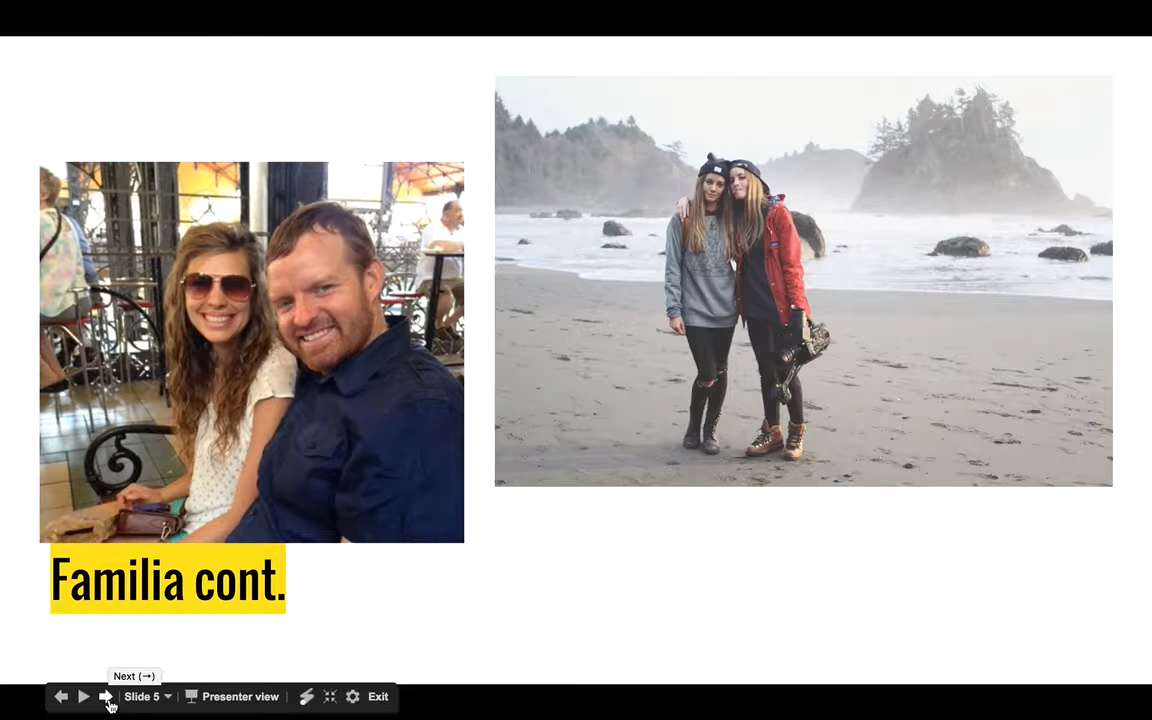 Familia cont.
Next (→)
Slide 5
Presenter view
Exit